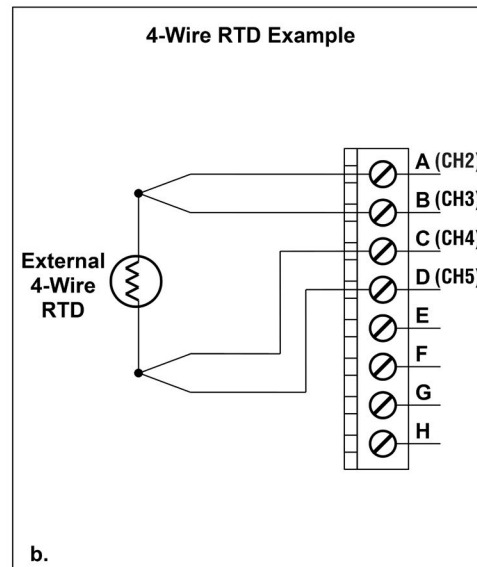 4-Wire RTD Example
A (CH2)
B (CH3)
C (CH4)
D (CH5)
E
F
G
H
External
4-Wire
RTD
b.